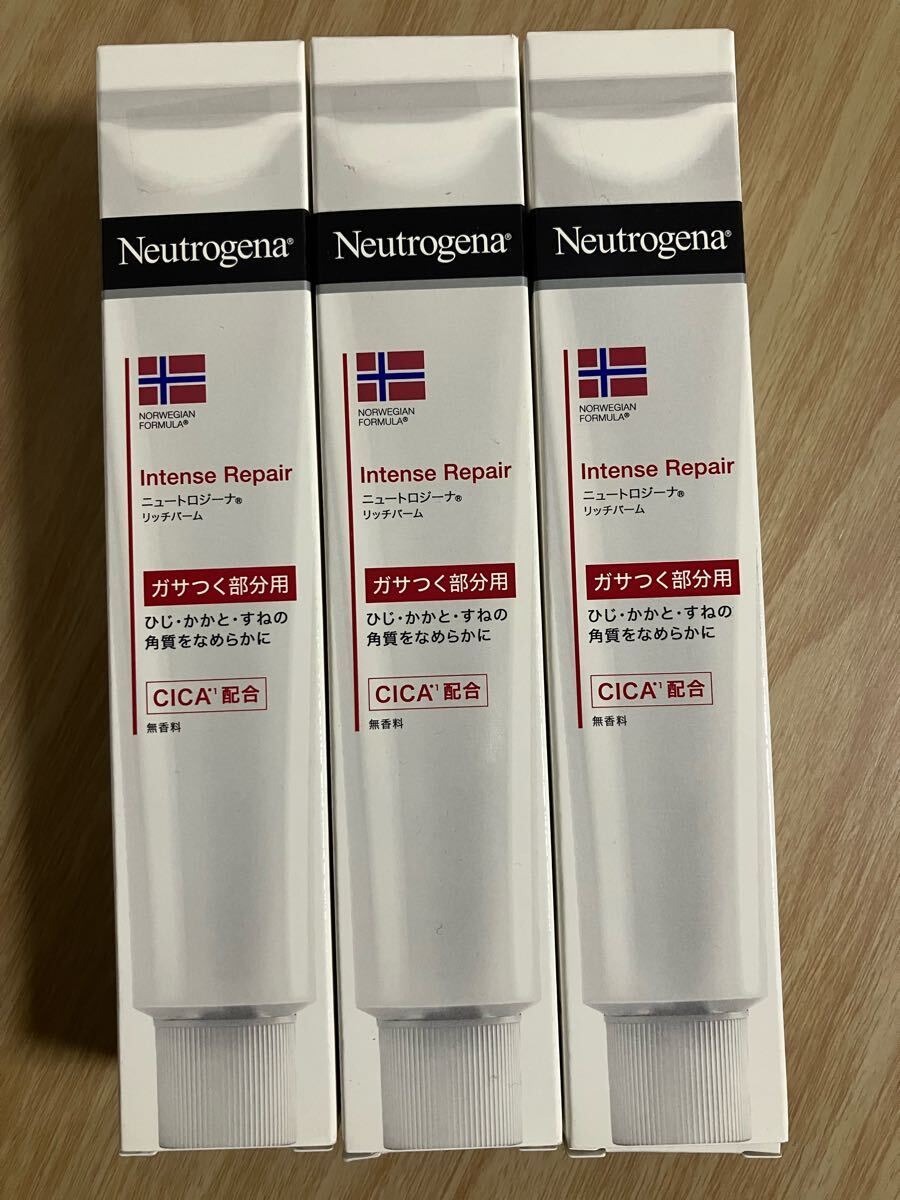 Neutrogena®
NORWEGIAN
FORMULA®
Intense Repair
ニュートロジーナ®
リッチバーム
ガサつく部分用
ひじ・かかと・すねの
角質をなめらかに
CICA*1 配合
無香料
Neutrogena®
NORWEGIAN
FORMULA®
Intense Repair
ニュートロジーナ®
リッチバーム
ガサつく部分用
ひじ・かかと・すねの
角質をなめらかに
CICA*1 配合
無香料
Neutrogena®
NORWEGIAN
FORMULA®
Intense Repair
ニュートロジーナ®
リッチバーム
ガサつく部分用
ひじ・かかと・すねの
角質をなめらかに
CICA*1 配合
無香料